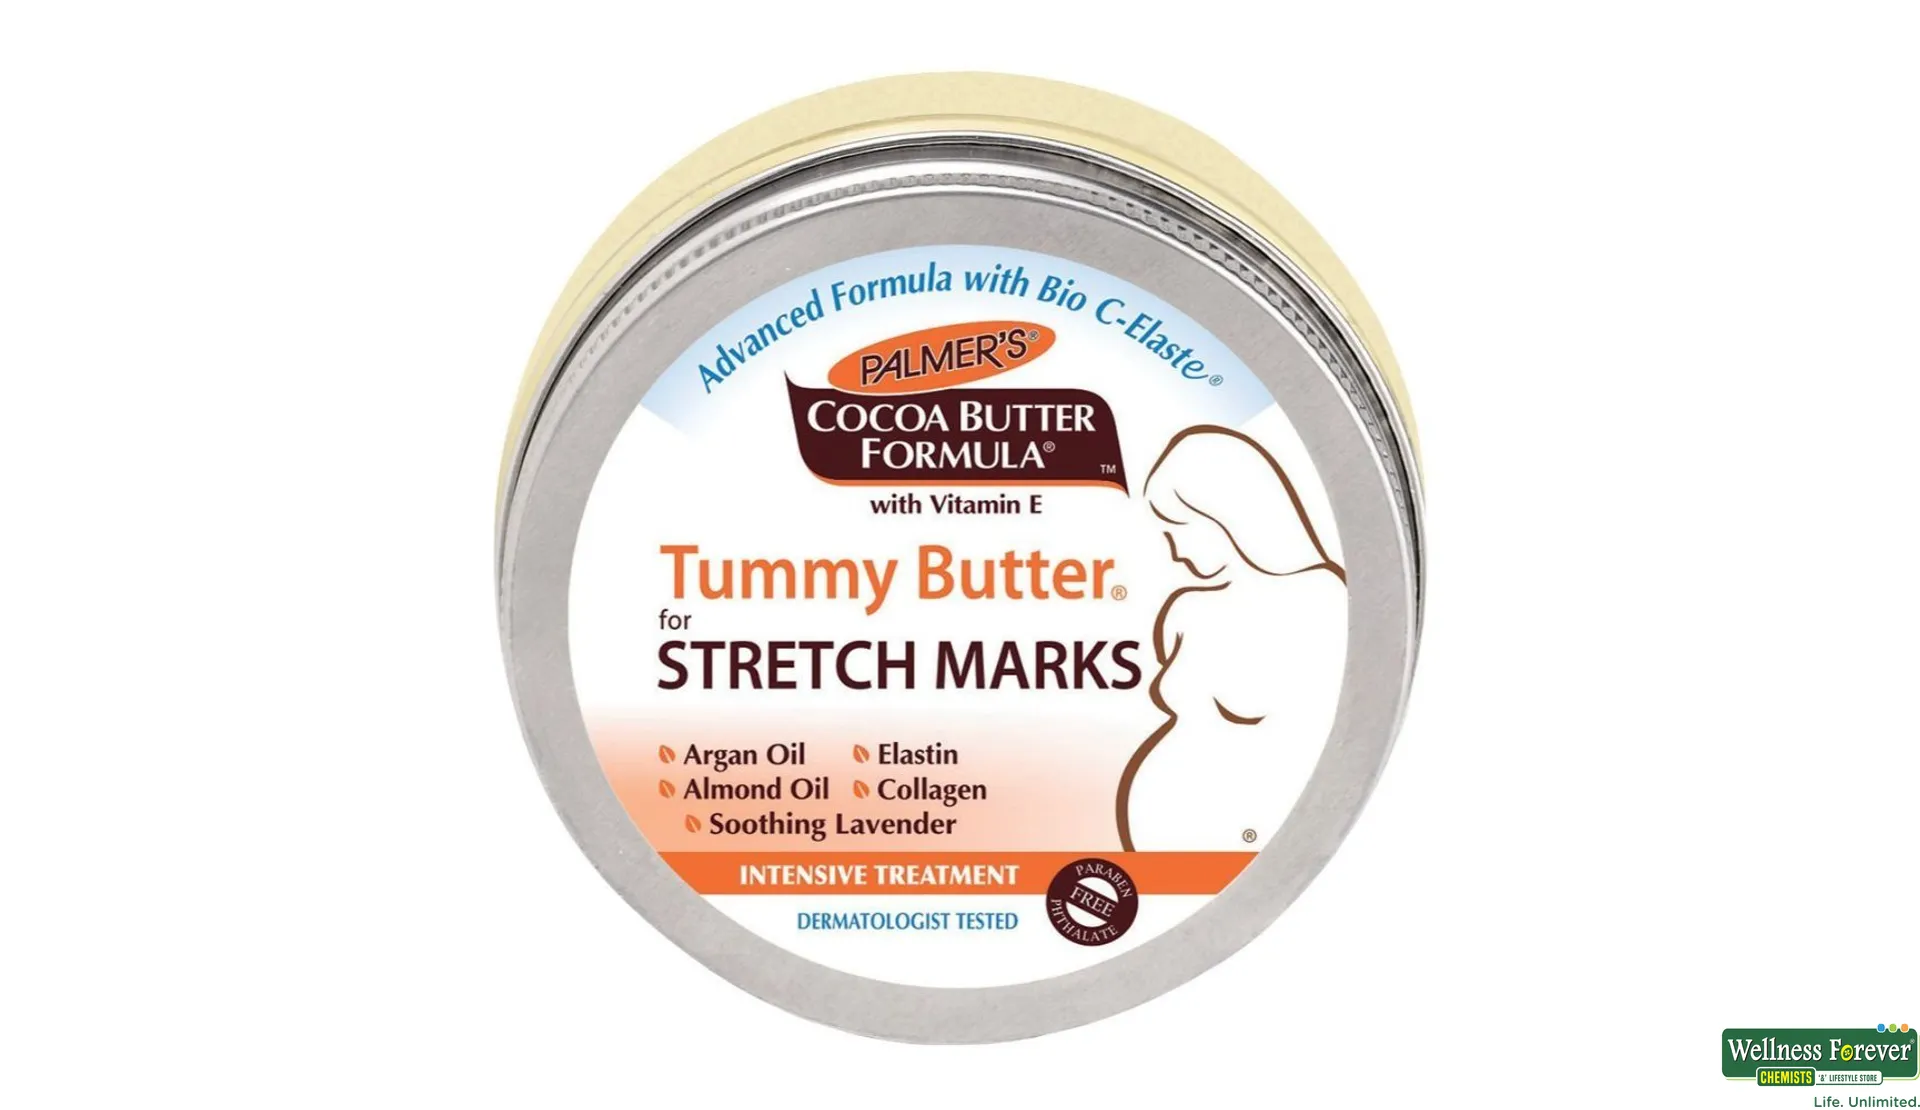 Advanced Formula with Bio C-Elaste®
PALMER'S®
COCOA BUTTER
FORMULA®
TM
with Vitamin E
Tummy Butter®
for
STRETCH MARKS
Argan Oil
Elastin
Almond Oil
Collagen
Soothing Lavender
®
INTENSIVE TREATMENT
DERMATOLOGIST TESTED
PARABEN
FREE
PHTHALATE
Wellness Forever®
CHEMISTS '&' LIFESTYLE STORE
Life. Unlimited.